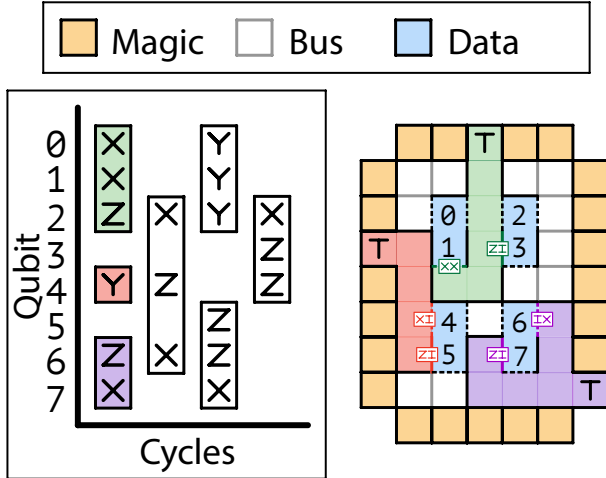 Magic Bus Data
0 X Y
1 X Y
2 Z X Y X
3 Z
4 Y Z Z
5 Z
6 Z X Z
7 X X
Qubit
Cycles
T
0 2
1 3
ZI
XX
T
XI 4 6 IX
ZI 5 ZI 7
T